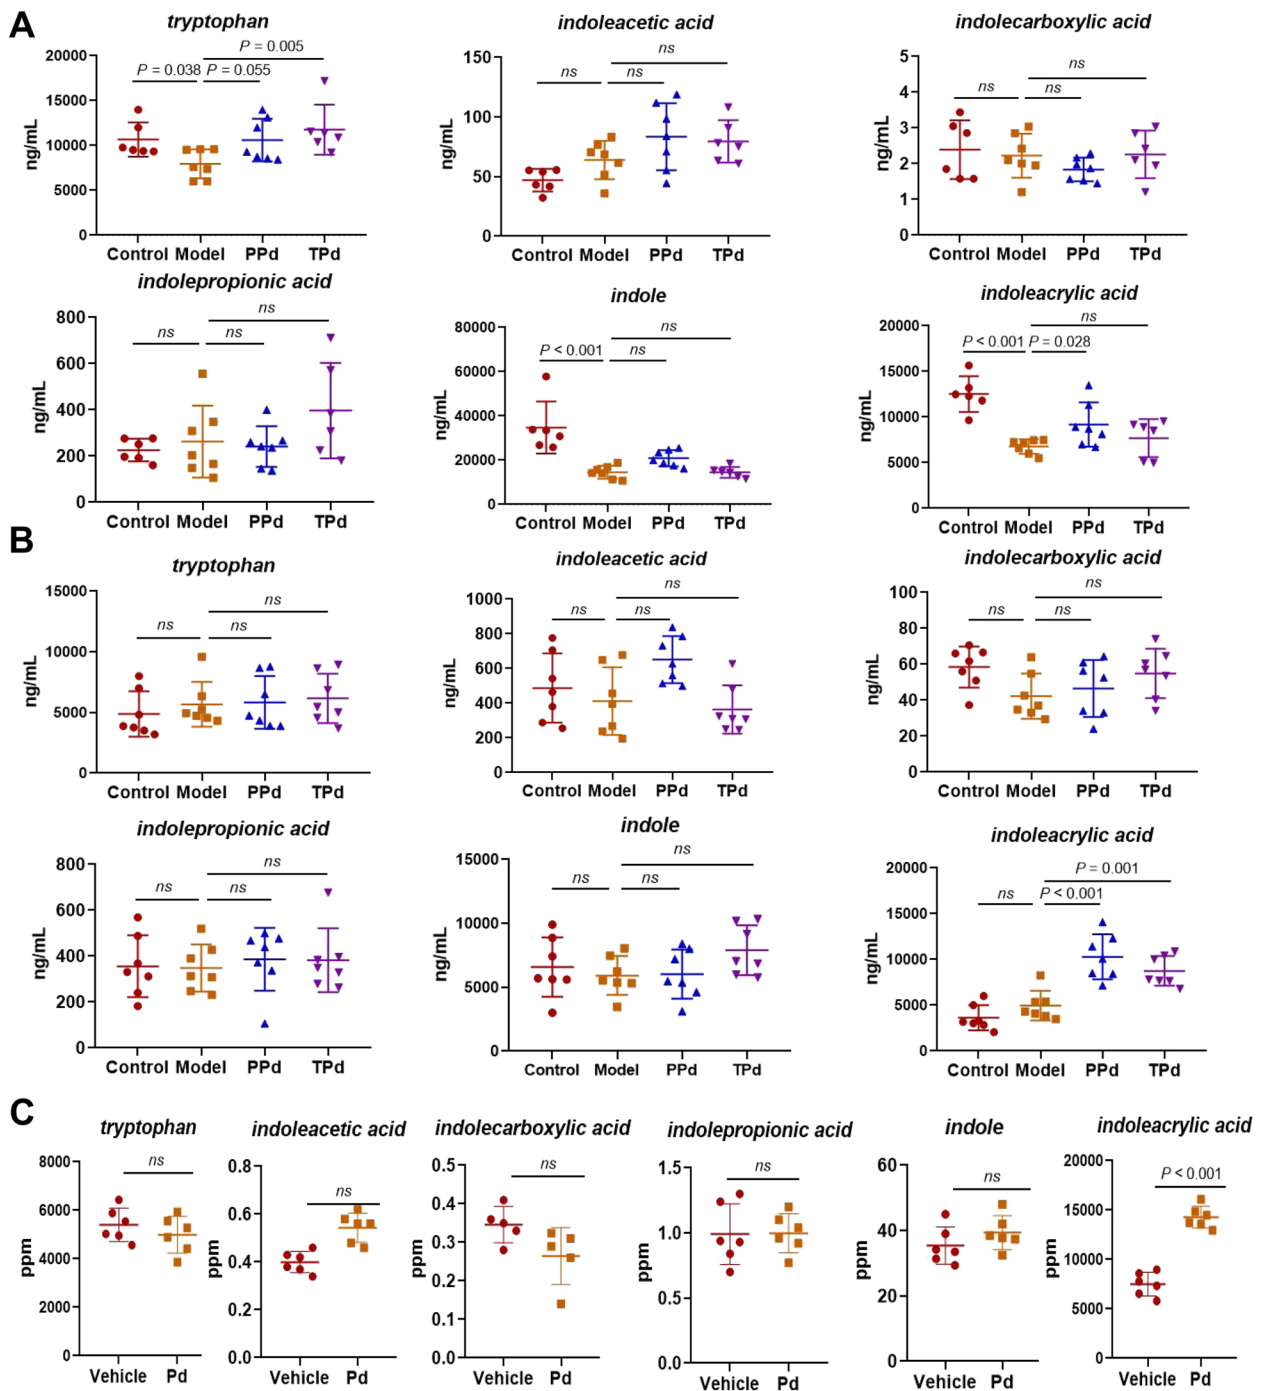 A
tryptophan
P = 0.005
P = 0.038
P = 0.055
20000
15000
10000
5000
0
ng/mL
Control Model PPd TPd
indoleacetic acid
ns
ns
ns
150
100
50
0
ng/mL
Control Model PPd TPd
indolecarboxylic acid
ns
ns
ns
5
4
3
2
1
0
ng/mL
Control Model PPd TPd
indolepropionic acid
ns
ns
ns
800
600
400
200
0
ng/mL
Control Model PPd TPd
indole
ns
P < 0.001
ns
80000
60000
40000
20000
0
ng/mL
Control Model PPd TPd
indoleacrylic acid
ns
P < 0.001
P = 0.028
20000
15000
10000
5000
0
ng/mL
Control Model PPd TPd
B
tryptophan
ns
ns
ns
15000
10000
5000
0
ng/mL
Control Model PPd TPd
indoleacetic acid
ns
ns
ns
1000
800
600
400
200
0
ng/mL
Control Model PPd TPd
indolecarboxylic acid
ns
ns
ns
100
80
60
40
20
0
ng/mL
Control Model PPd TPd
indolepropionic acid
ns
ns
ns
800
600
400
200
0
ng/mL
Control Model PPd TPd
indole
ns
ns
ns
15000
10000
5000
0
ng/mL
Control Model PPd TPd
indoleacrylic acid
P = 0.001
ns
P < 0.001
20000
15000
10000
5000
0
ng/mL
Control Model PPd TPd
C
tryptophan
ns
8000
6000
4000
2000
0
ppm
Vehicle Pd
indoleacetic acid
ns
0.8
0.6
0.4
0.2
0.0
ppm
Vehicle Pd
indolecarboxylic acid
ns
0.5
0.4
0.3
0.2
0.1
0.0
ppm
Vehicle Pd
indolepropionic acid
ns
1.5
1.0
0.5
0.0
ppm
Vehicle Pd
indole
ns
60
40
20
0
ppm
Vehicle Pd
indoleacrylic acid
P < 0.001
20000
15000
10000
5000
0
ppm
Vehicle Pd